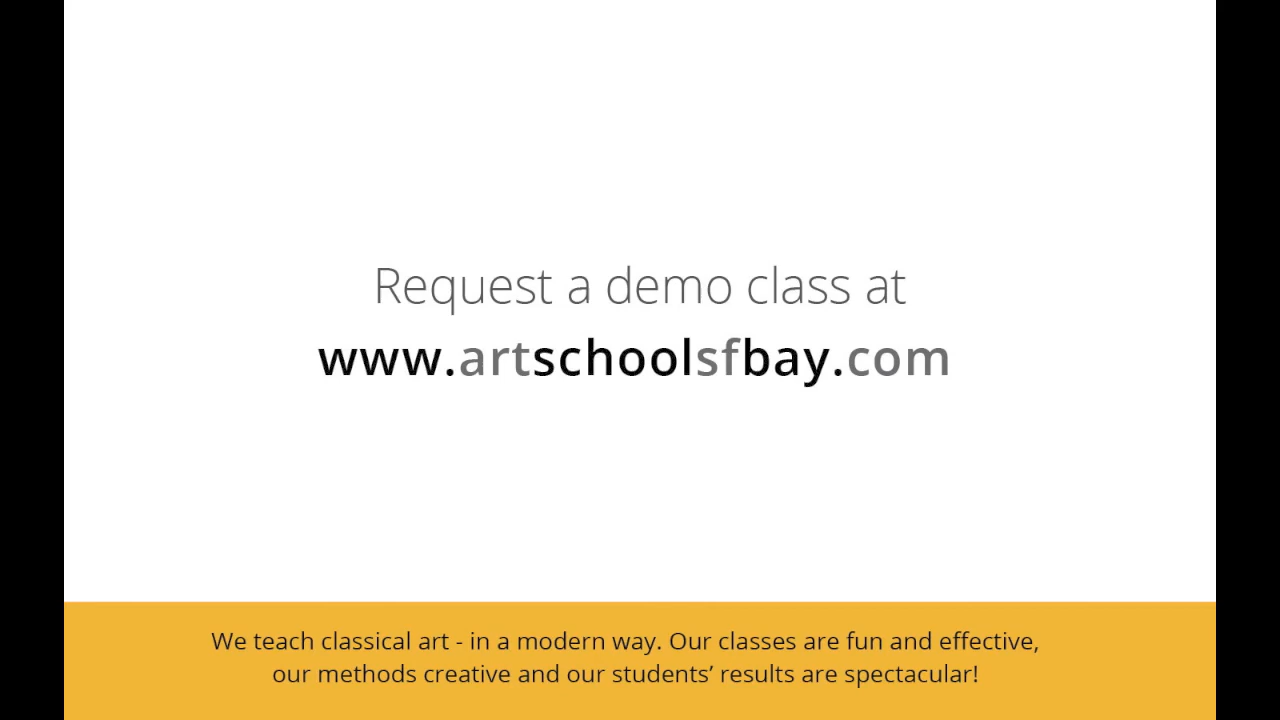 Request a demo class at
www.artschoolsfbay.com
We teach classical art - in a modern way. Our classes are fun and effective,
our methods creative and our students’ results are spectacular!